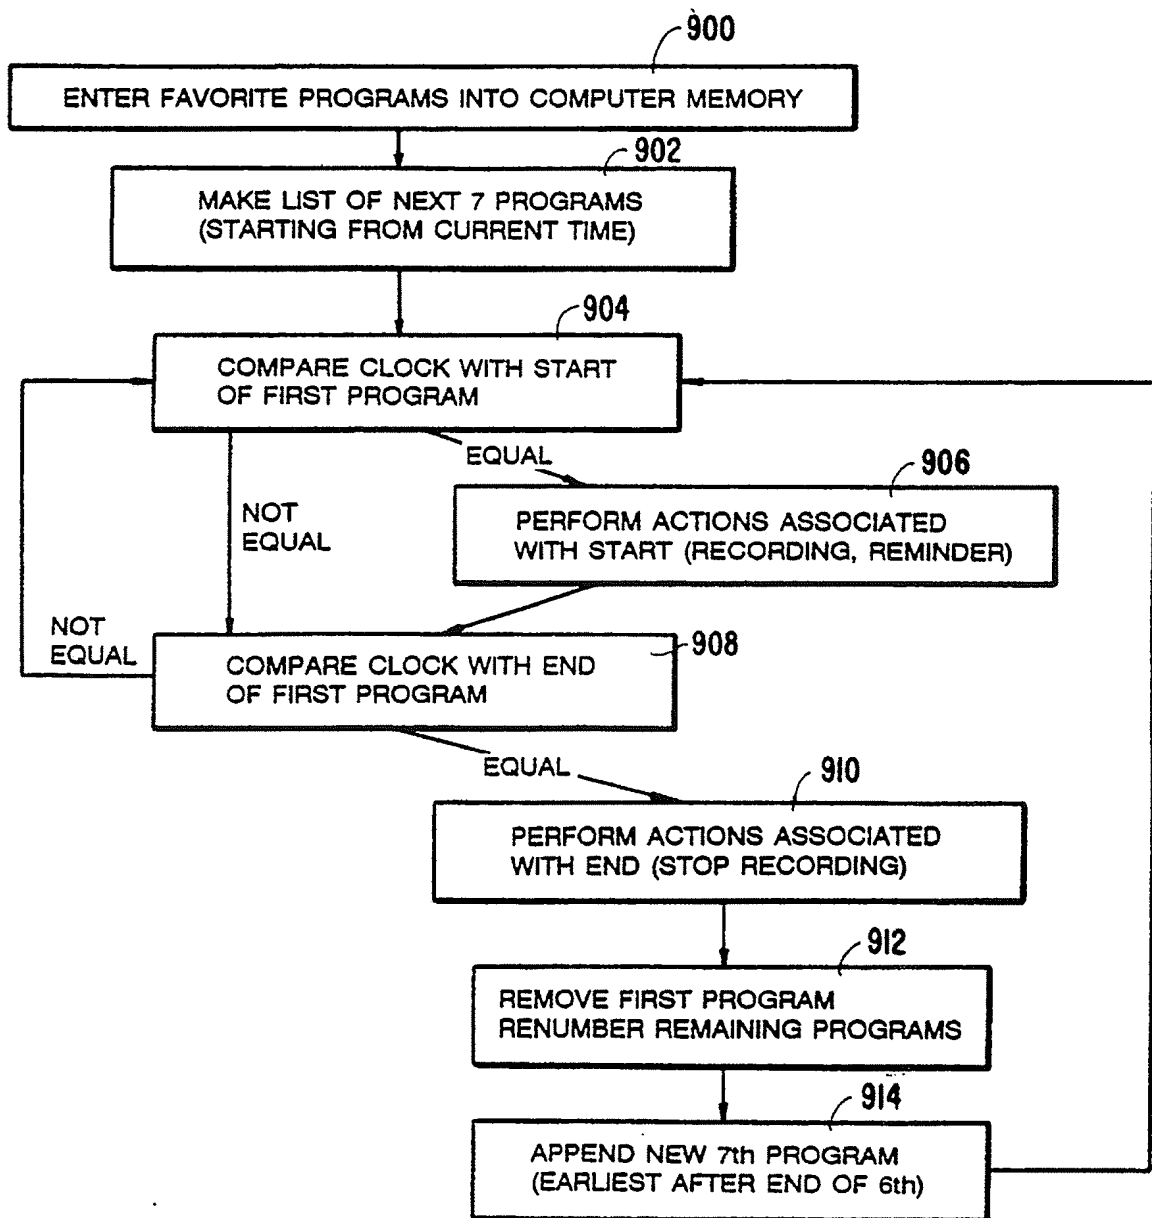 900
ENTER FAVORITE PROGRAMS INTO COMPUTER MEMORY
902
MAKE LIST OF NEXT 7 PROGRAMS
(STARTING FROM CURRENT TIME)
904
COMPARE CLOCK WITH START
OF FIRST PROGRAM
EQUAL
906
NOT
EQUAL
PERFORM ACTIONS ASSOCIATED
WITH START (RECORDING, REMINDER)
NOT
EQUAL
908
COMPARE CLOCK WITH END
OF FIRST PROGRAM
EQUAL
910
PERFORM ACTIONS ASSOCIATED
WITH END (STOP RECORDING)
912
REMOVE FIRST PROGRAM
RENUMBER REMAINING PROGRAMS
914
APPEND NEW 7th PROGRAM
(EARLIEST AFTER END OF 6th)